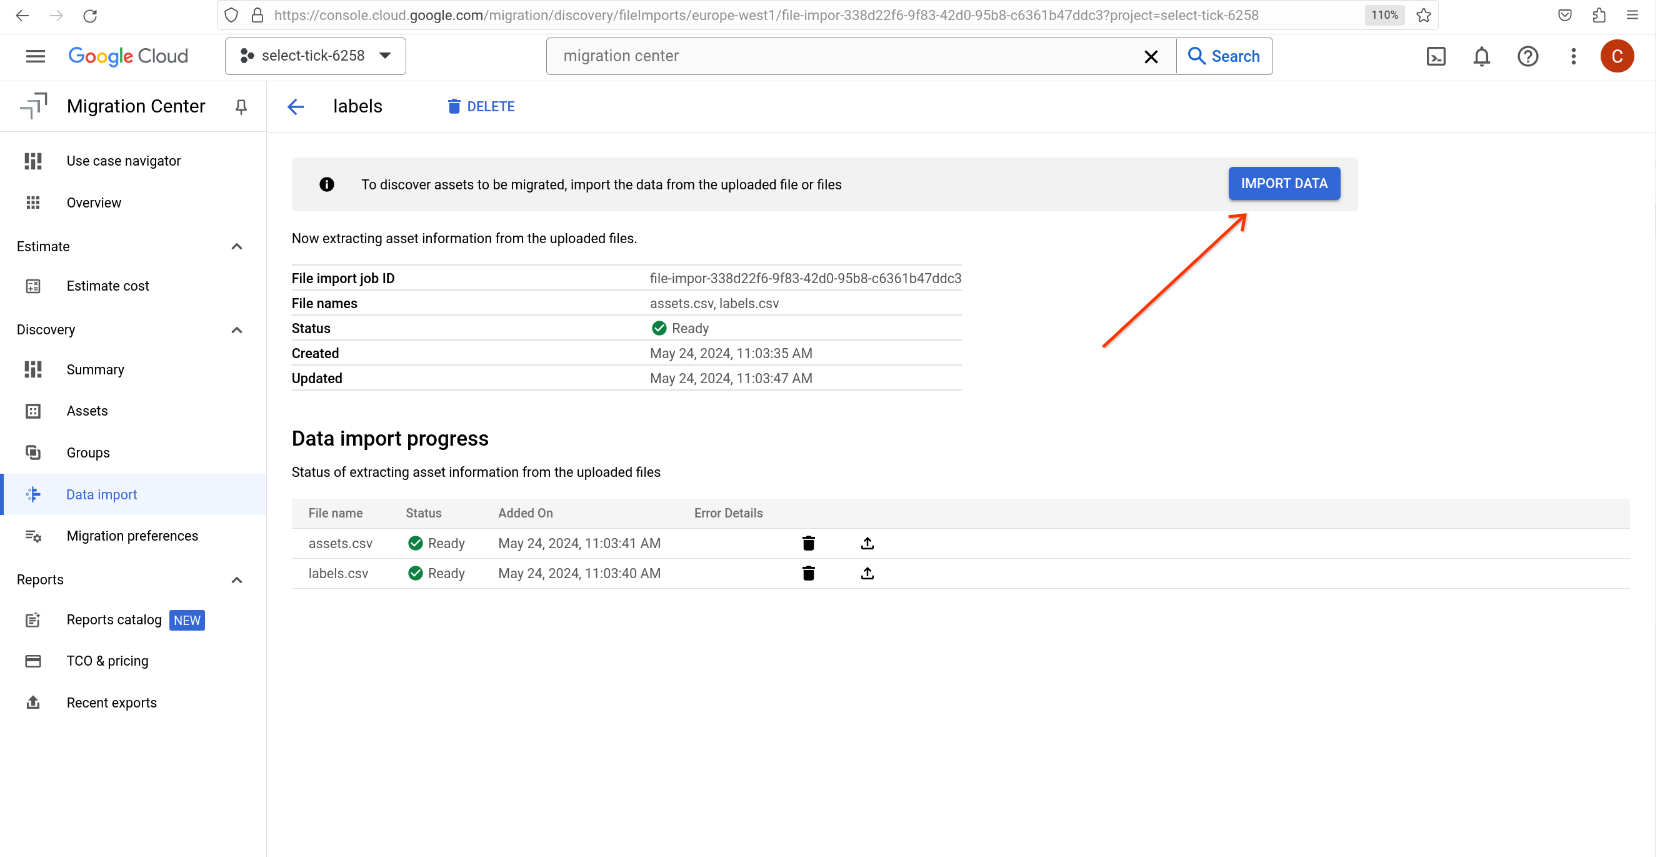 https://console.cloud.google.com/migration/discovery/fileImports/europe-west1/file-impor-338d22f6-9f83-42d0-95b8-c6361b47ddc3?project=select-tick-6258 110%
Google Cloud select-tick-6258 migration center Search C
Migration Center
labels DELETE
Use case navigator
Overview
Estimate
Estimate cost
Discovery
Summary
Assets
Groups
Data import
Migration preferences
Reports
Reports catalog NEW
TCO & pricing
Recent exports
To discover assets to be migrated, import the data from the uploaded file or files IMPORT DATA
Now extracting asset information from the uploaded files.
File import job ID file-impor-338d22f6-9f83-42d0-95b8-c6361b47ddc3
File names assets.csv, labels.csv
Status Ready
Created May 24, 2024, 11:03:35 AM
Updated May 24, 2024, 11:03:47 AM
Data import progress
Status of extracting asset information from the uploaded files
File name Status Added On Error Details
assets.csv Ready May 24, 2024, 11:03:41 AM
labels.csv Ready May 24, 2024, 11:03:40 AM